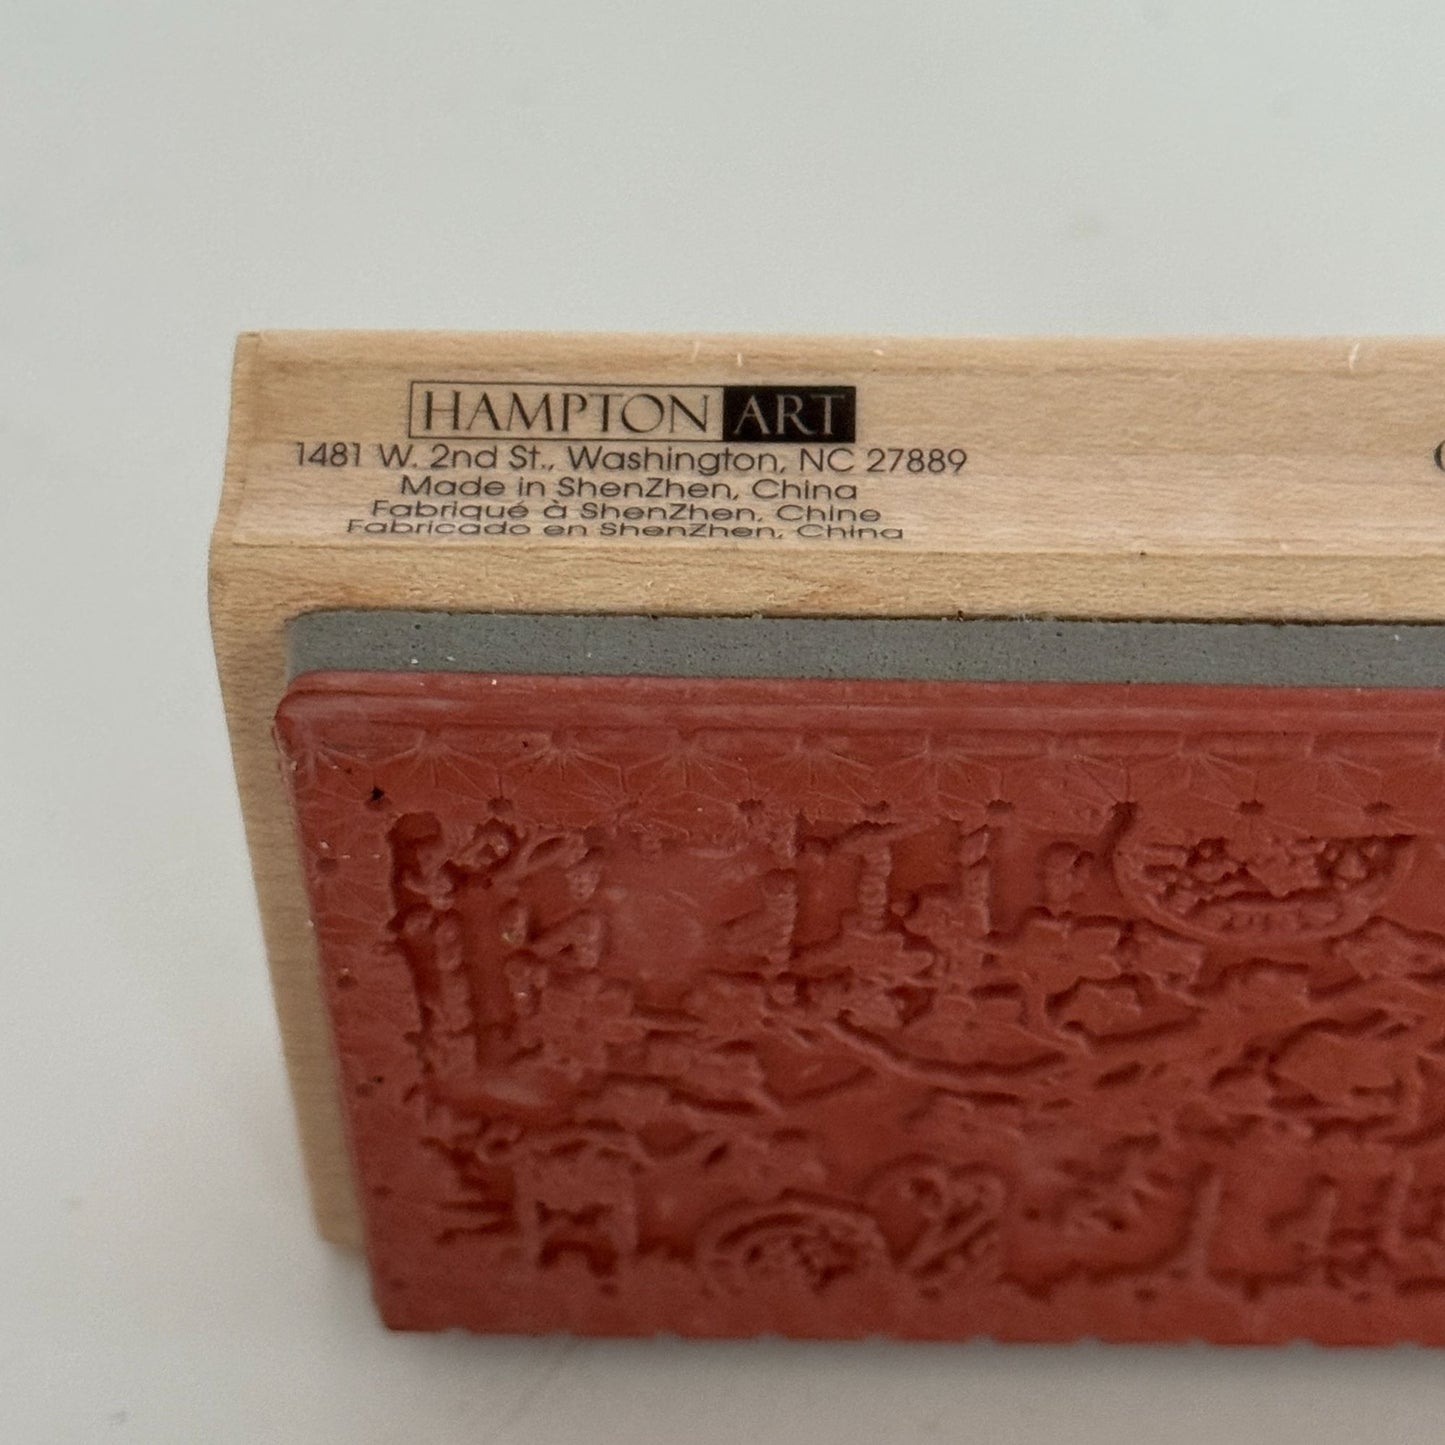 HAMPTON ART
1481 W. 2nd St., Washington, NC 27889
Made in ShenZhen, China
Fabriqué à ShenZhen, Chine
Fabricado en ShenZhen, China